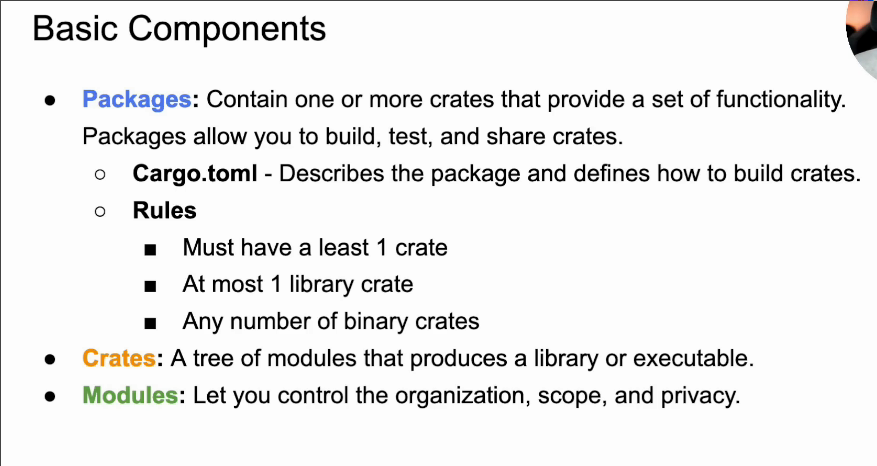 Basic Components
● Packages: Contain one or more crates that provide a set of functionality.
Packages allow you to build, test, and share crates.
○ Cargo.toml - Describes the package and defines how to build crates.
○ Rules
■ Must have a least 1 crate
■ At most 1 library crate
■ Any number of binary crates
● Crates: A tree of modules that produces a library or executable.
● Modules: Let you control the organization, scope, and privacy.